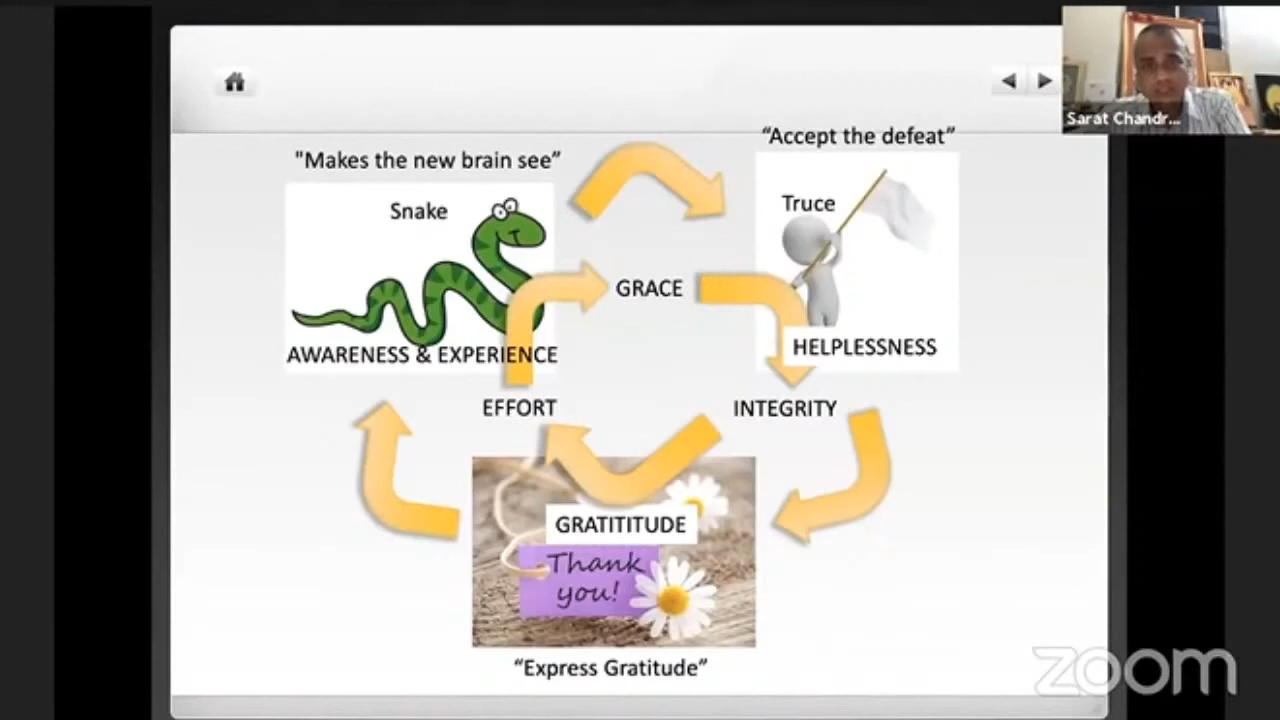 Sarat Chandr...
“Accept the defeat”
"Makes the new brain see”
Snake
Truce
GRACE
HELPLESSNESS
AWARENESS & EXPERIENCE
EFFORT
INTEGRITY
GRATITITUDE
Thank
you!
“Express Gratitude”
zoom